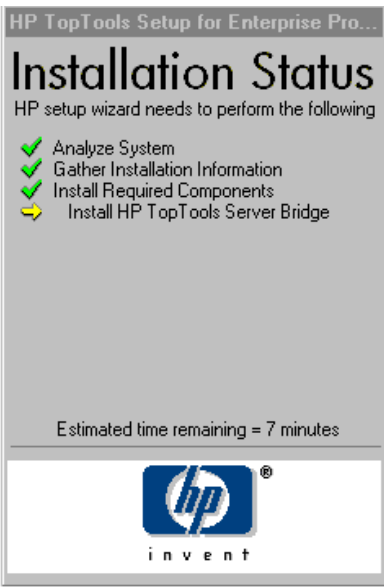 HP TopTools Setup for Enterprise Pro...
Installation Status
HP setup wizard needs to perform the following
Analyze System
Gather Installation Information
Install Required Components
Install HP TopTools Server Bridge
Estimated time remaining = 7 minutes
hp®
invent